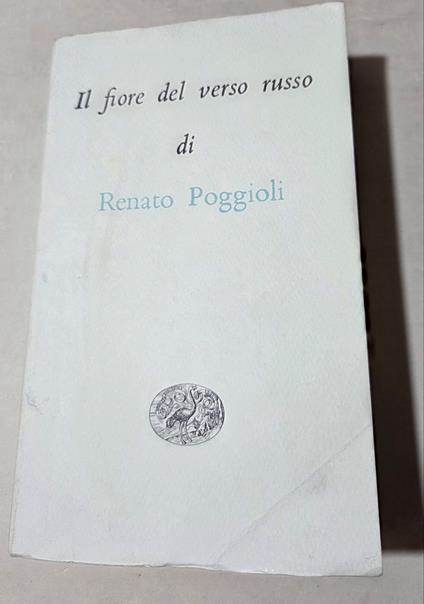 Il fiore del verso russo
di
Renato Poggioli